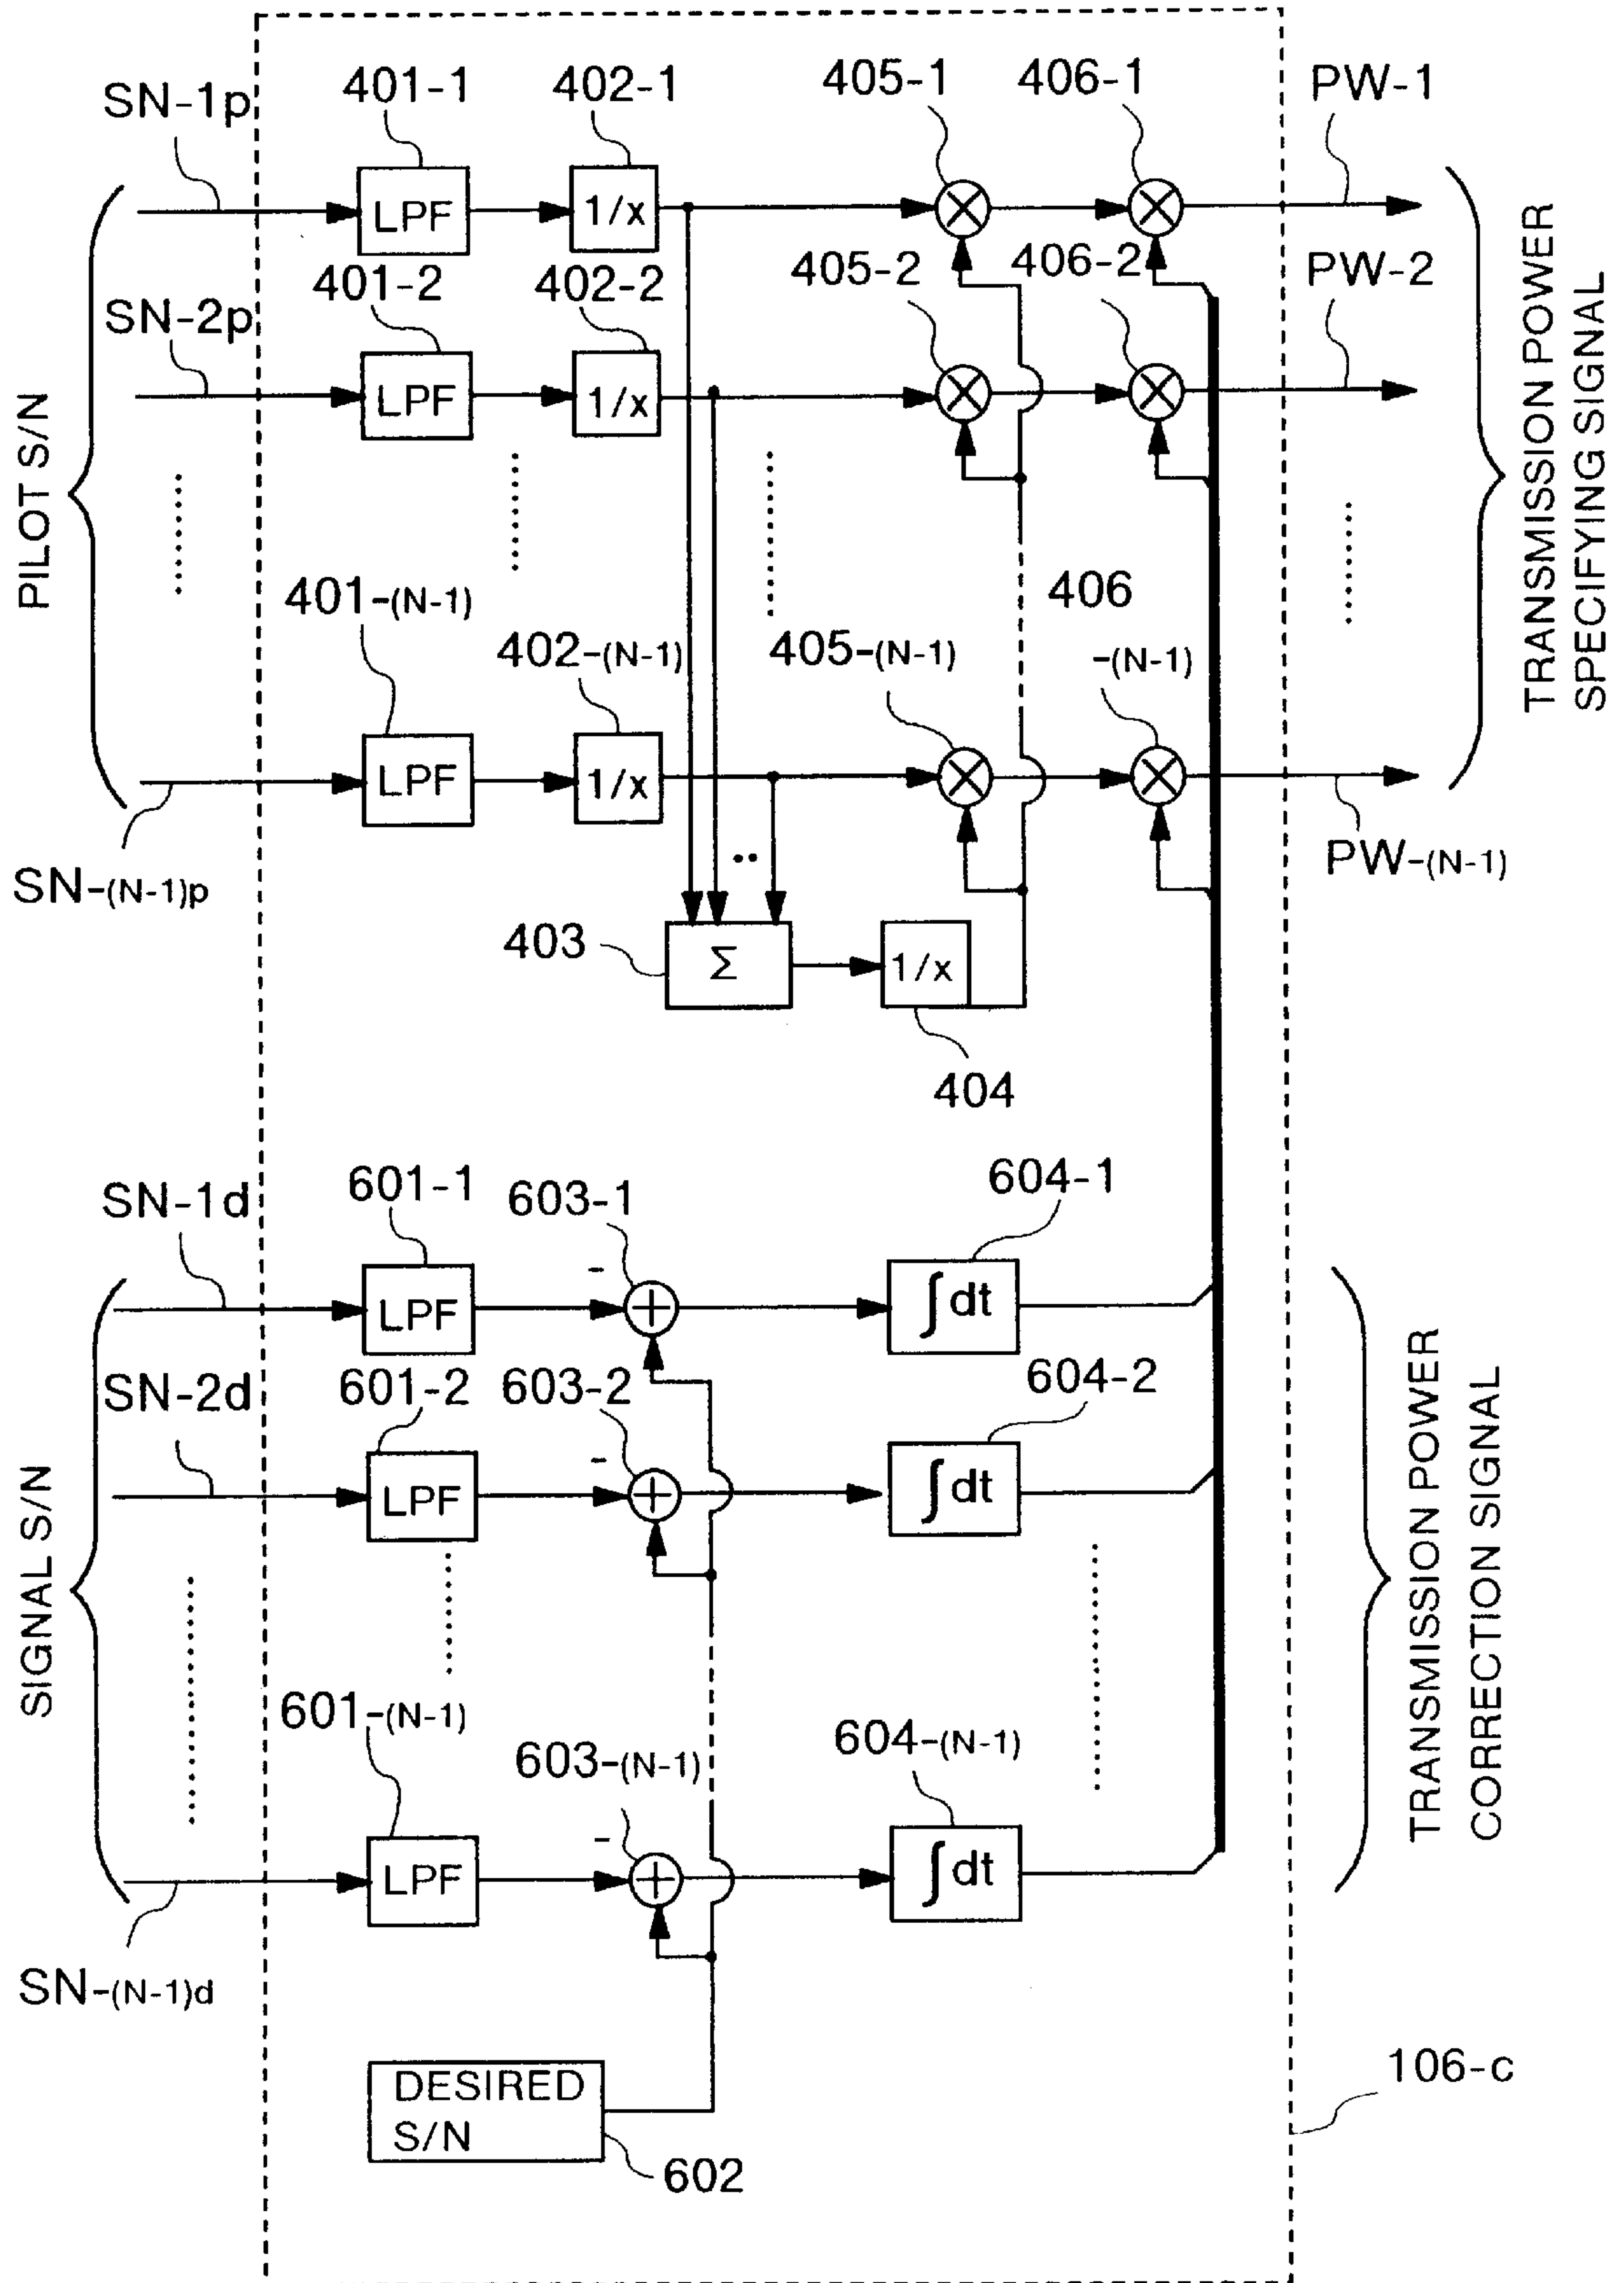 401-1
402-1
405-1
406-1
PW-1
SN-1p
LPF
1/x
401-2
402-2
405-2
406-2
PW-2
SN-2p
LPF
1/x
PILOT S/N
TRANSMISSION POWER
SPECIFYING SIGNAL
401-(N-1)
402-(N-1)
405-(N-1)
406
-(N-1)
LPF
1/x
SN-(N-1)p
PW-(N-1)
403
Σ
1/x
404
SN-1d
601-1
603-1
604-1
-
LPF
+
∫dt
SN-2d
601-2
603-2
604-2
-
LPF
+
∫dt
SIGNAL S/N
TRANSMISSION POWER
CORRECTION SIGNAL
601-(N-1)
603-(N-1)
604-(N-1)
-
LPF
+
∫dt
SN-(N-1)d
DESIRED
S/N
602
106-c